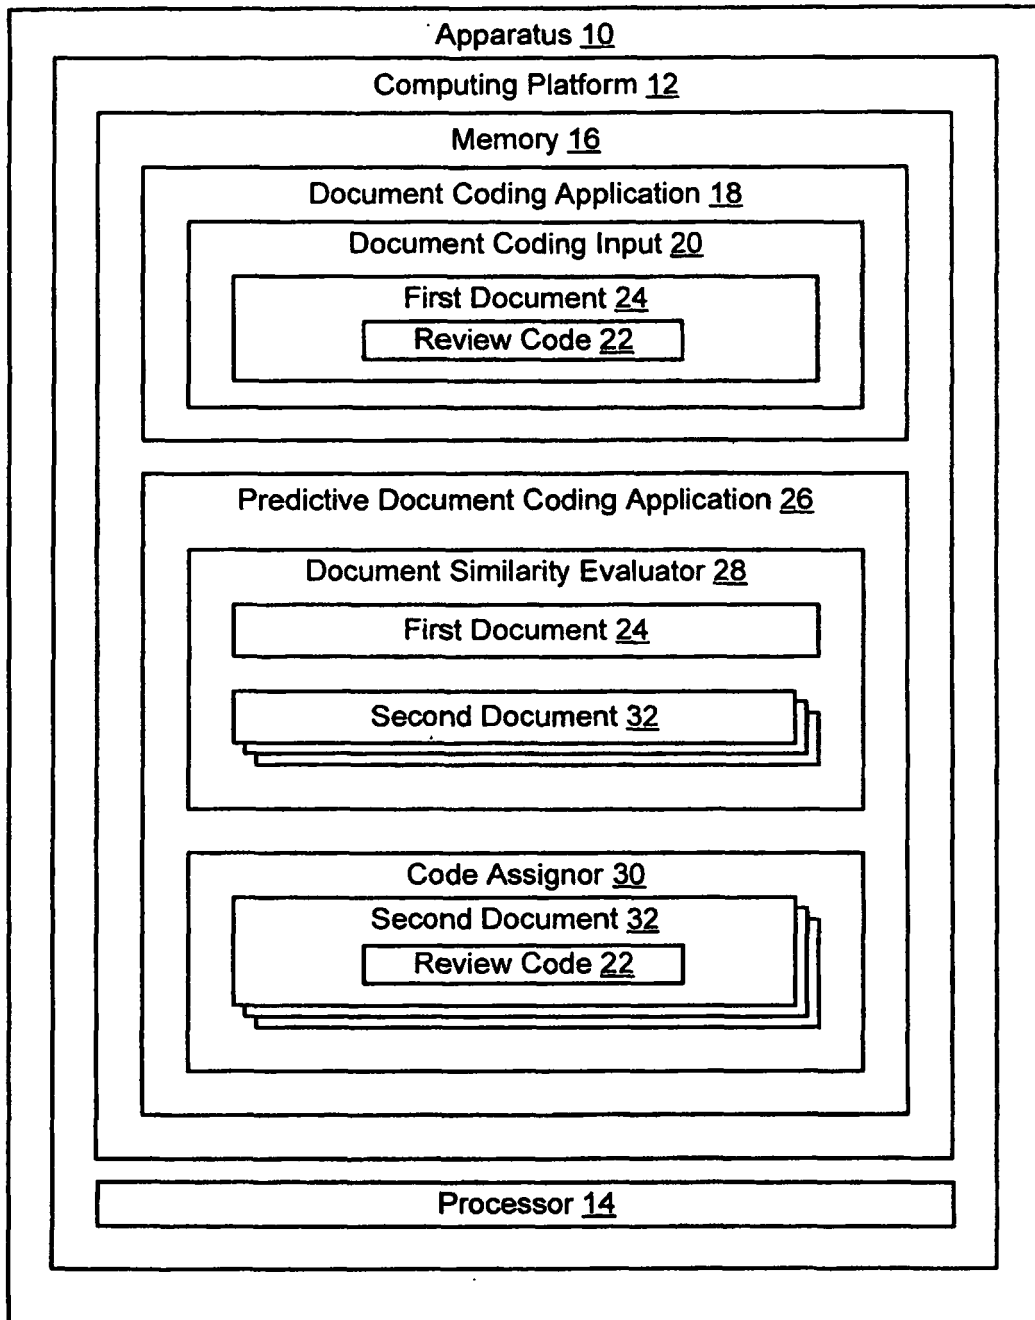 Apparatus 10
Computing Platform 12
Memory 16
Document Coding Application 18
Document Coding Input 20
First Document 24
Review Code 22
Predictive Document Coding Application 26
Document Similarity Evaluator 28
First Document 24
Second Document 32
Code Assignor 30
Second Document 32
Review Code 22
Processor 14